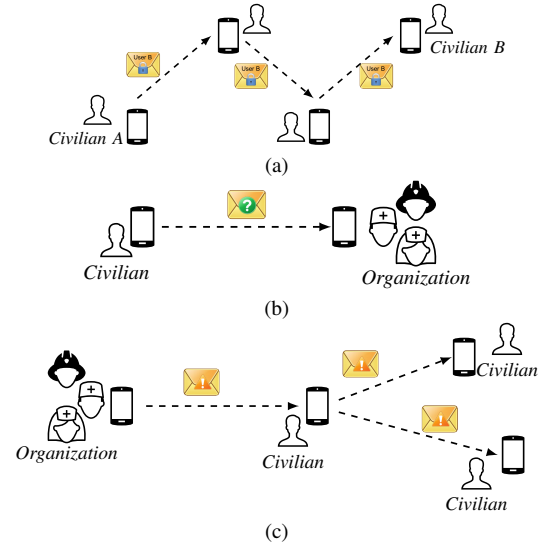 User B
User B
User B
Civilian B
Civilian A
(a)
?
Civilian
Organization
(b)
!
!
Civilian
!
Organization
Civilian
Civilian
(c)